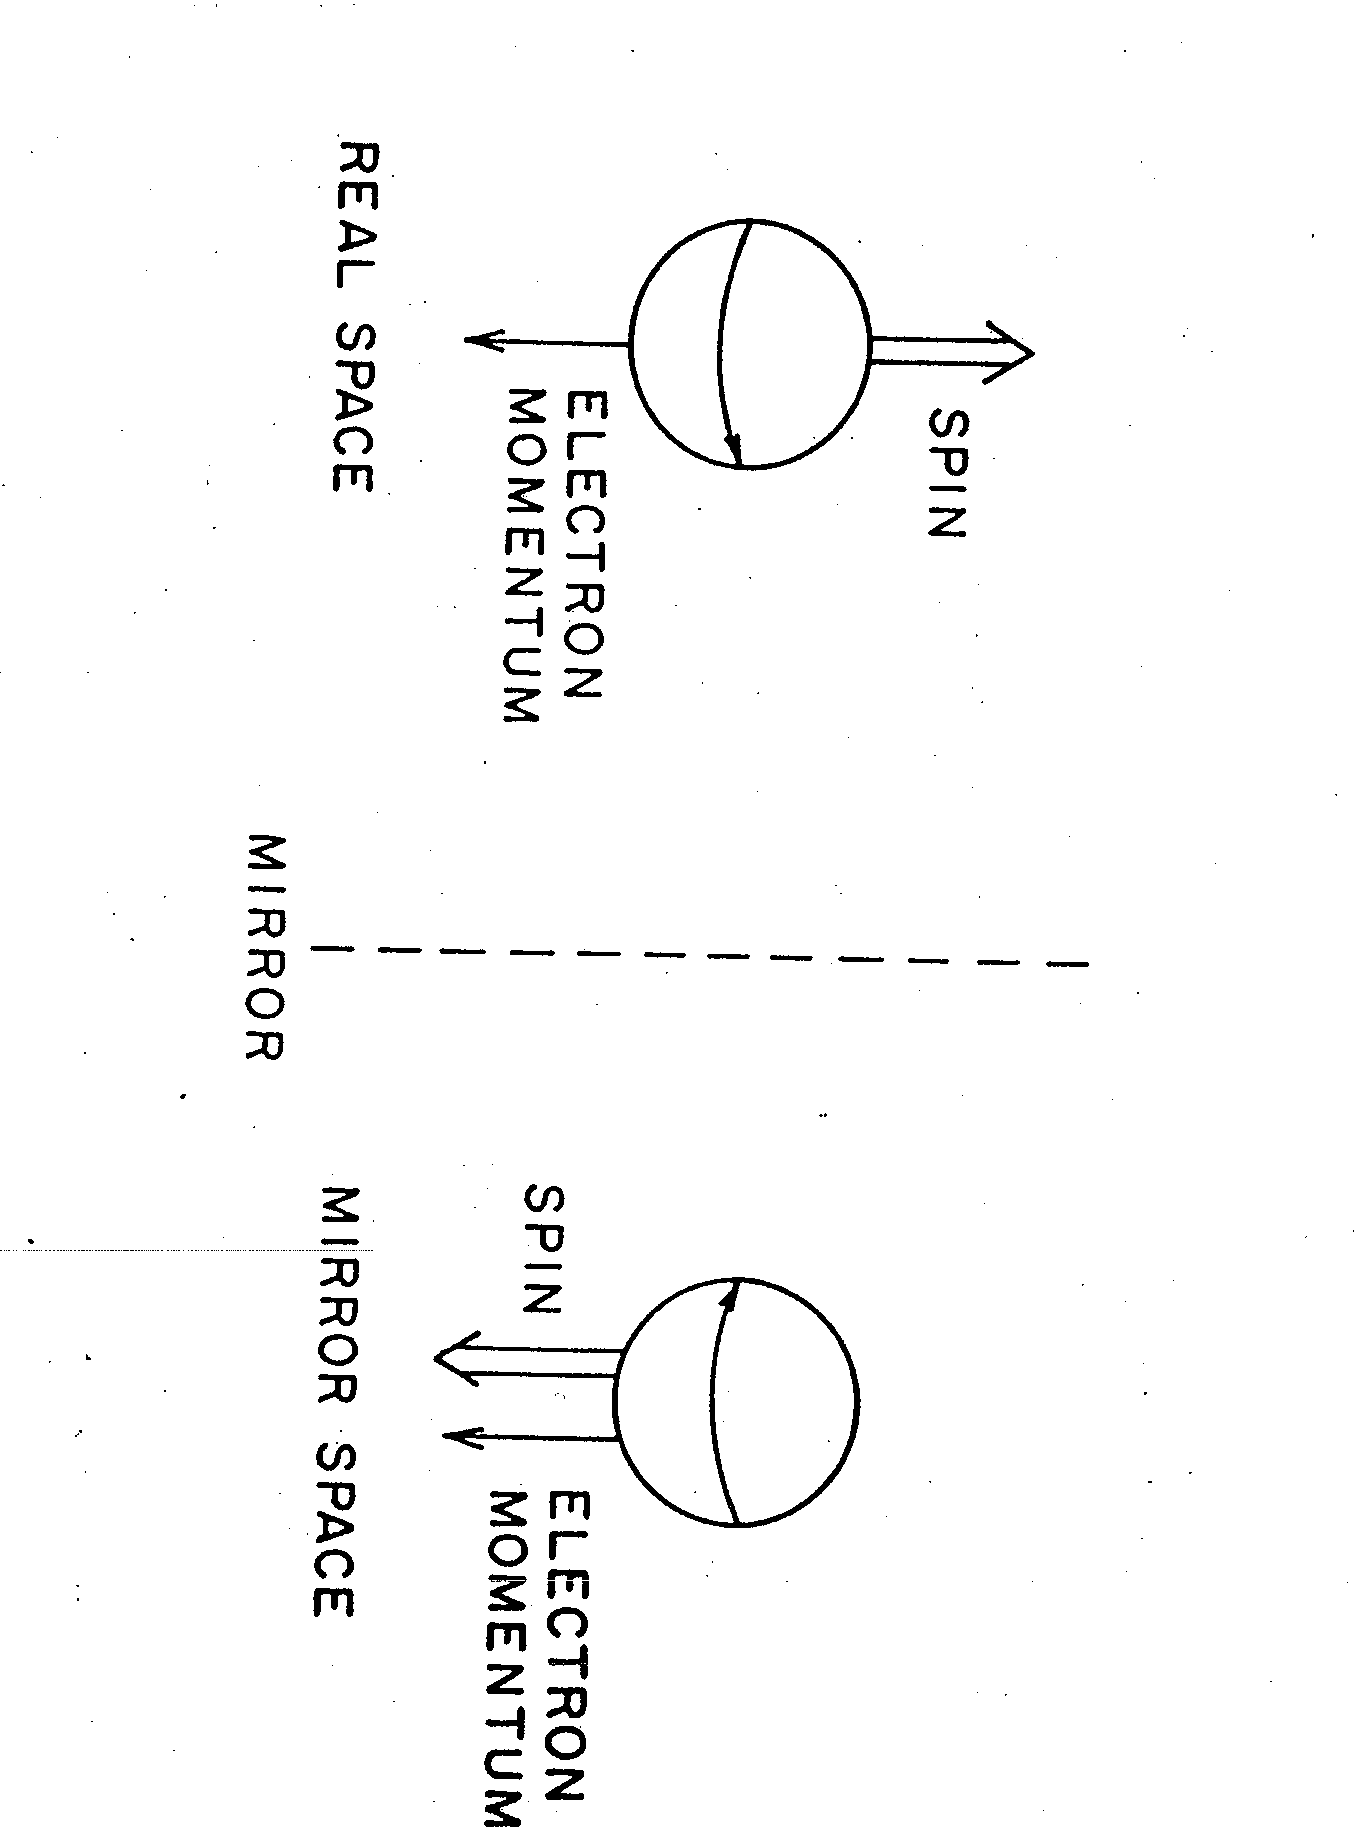 SPIN
ELECTRON
MOMENTUM
REAL SPACE
MIRROR
SPIN
ELECTRON
MOMENTUM
MIRROR SPACE